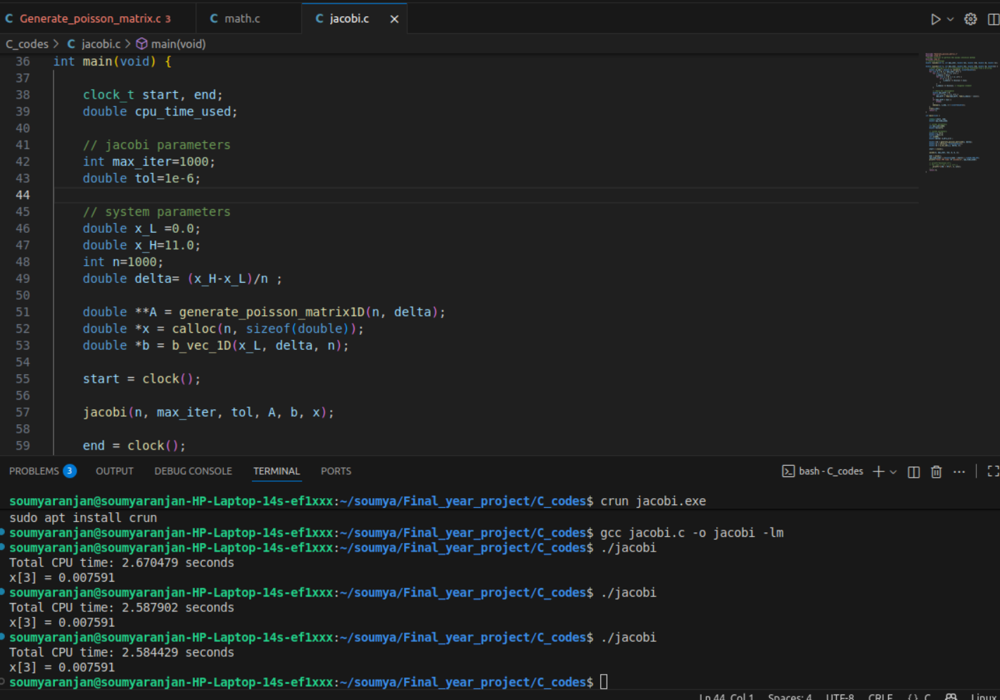 C Generate_poisson_matrix.c 3 C math.c C jacobi.c ×
C_codes > C jacobi.c > main(void)
36 int main(void) {
37
38 clock_t start, end;
39 double cpu_time_used;
40
41 // jacobi parameters
42 int max_iter=1000;
43 double tol=1e-6;
44
45 // system parameters
46 double x_L =0.0;
47 double x_H=11.0;
48 int n=1000;
49 double delta= (x_H-x_L)/n ;
50
51 double **A = generate_poisson_matrix1D(n, delta);
52 double *x = calloc(n, sizeof(double));
53 double *b = b_vec_1D(x_L, delta, n);
54
55 start = clock();
56
57 jacobi(n, max_iter, tol, A, b, x);
58
59 end = clock();
PROBLEMS 3 OUTPUT DEBUG CONSOLE TERMINAL PORTS bash - C_codes
soumyaranjan@soumyaranjan-HP-Laptop-14s-ef1xxx:~/soumya/Final_year_project/C_codes$ crun jacobi.exe
sudo apt install crun
soumyaranjan@soumyaranjan-HP-Laptop-14s-ef1xxx:~/soumya/Final_year_project/C_codes$ gcc jacobi.c -o jacobi -lm
soumyaranjan@soumyaranjan-HP-Laptop-14s-ef1xxx:~/soumya/Final_year_project/C_codes$ ./jacobi
Total CPU time: 2.670479 seconds
x[3] = 0.007591
soumyaranjan@soumyaranjan-HP-Laptop-14s-ef1xxx:~/soumya/Final_year_project/C_codes$ ./jacobi
Total CPU time: 2.587902 seconds
x[3] = 0.007591
soumyaranjan@soumyaranjan-HP-Laptop-14s-ef1xxx:~/soumya/Final_year_project/C_codes$ ./jacobi
Total CPU time: 2.584429 seconds
x[3] = 0.007591
soumyaranjan@soumyaranjan-HP-Laptop-14s-ef1xxx:~/soumya/Final_year_project/C_codes$
Ln 44, Col 1 Spaces: 4 UTF-8 CRLF {} C Linux